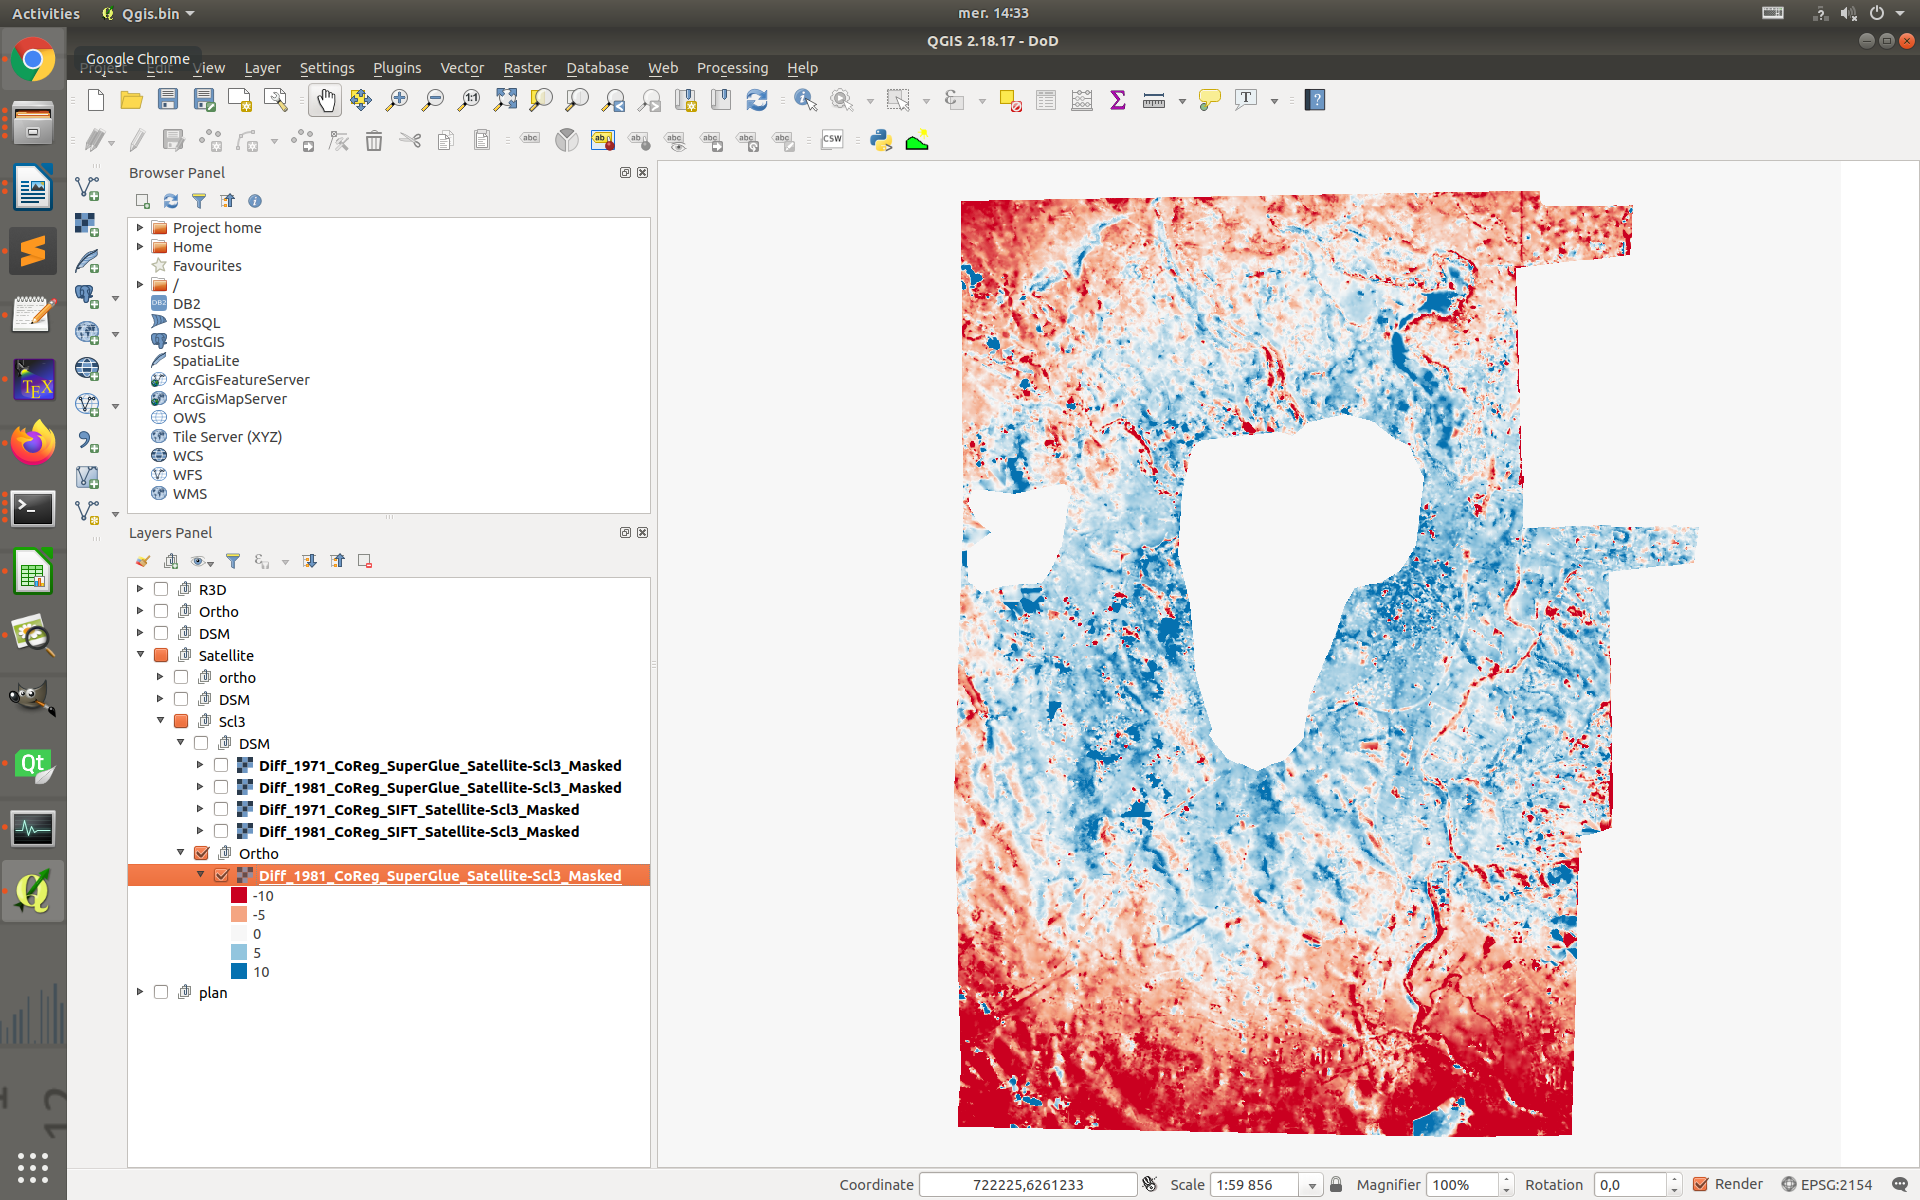 Activities Qgis.bin mer. 14:33
QGIS 2.18.17 - DoD
Google Chrome
Project Edit View Layer Settings Plugins Vector Raster Database Web Processing Help
Browser Panel
Project home
Home
Favourites
/
DB2
MSSQL
PostGIS
SpatiaLite
ArcGisFeatureServer
ArcGisMapServer
OWS
Tile Server (XYZ)
WCS
WFS
WMS
Layers Panel
R3D
Ortho
DSM
Satellite
ortho
DSM
Scl3
DSM
Diff_1971_CoReg_SuperGlue_Satellite-Scl3_Masked
Diff_1981_CoReg_SuperGlue_Satellite-Scl3_Masked
Diff_1971_CoReg_SIFT_Satellite-Scl3_Masked
Diff_1981_CoReg_SIFT_Satellite-Scl3_Masked
Ortho
Diff_1981_CoReg_SuperGlue_Satellite-Scl3_Masked
-10
-5
0
5
10
plan
Coordinate 722225,6261233 Scale 1:59 856 Magnifier 100% Rotation 0,0 Render EPSG:2154